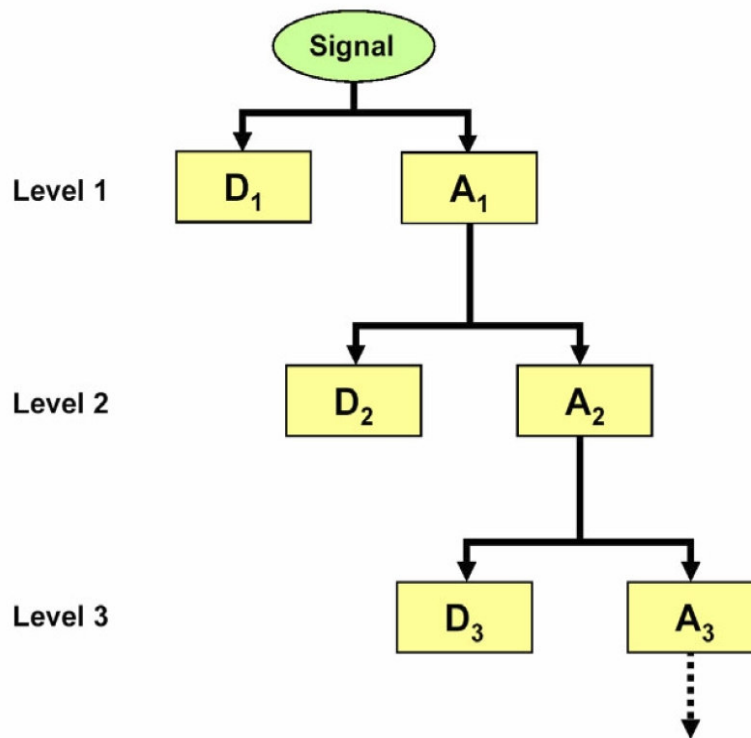 Signal
Level 1
D₁
A₁
Level 2
D₂
A₂
Level 3
D₃
A₃